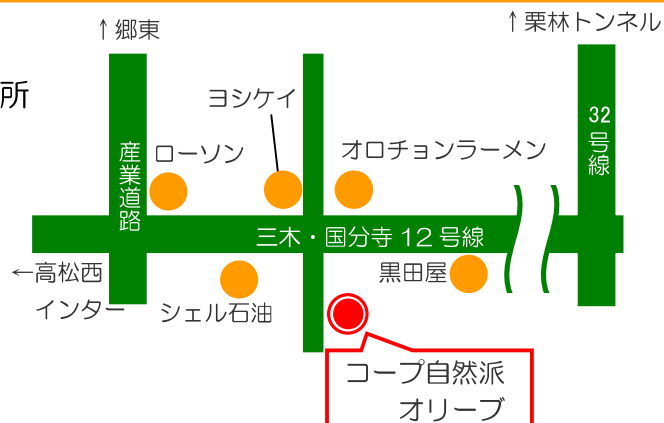 ↑郷東
↑栗林トンネル
所
ヨシケイ
32号線
産業道路
ローソン
オロチョンラーメン
三木・国分寺12号線
←高松西
インター
シェル石油
黒田屋
コープ自然派
オリーブ